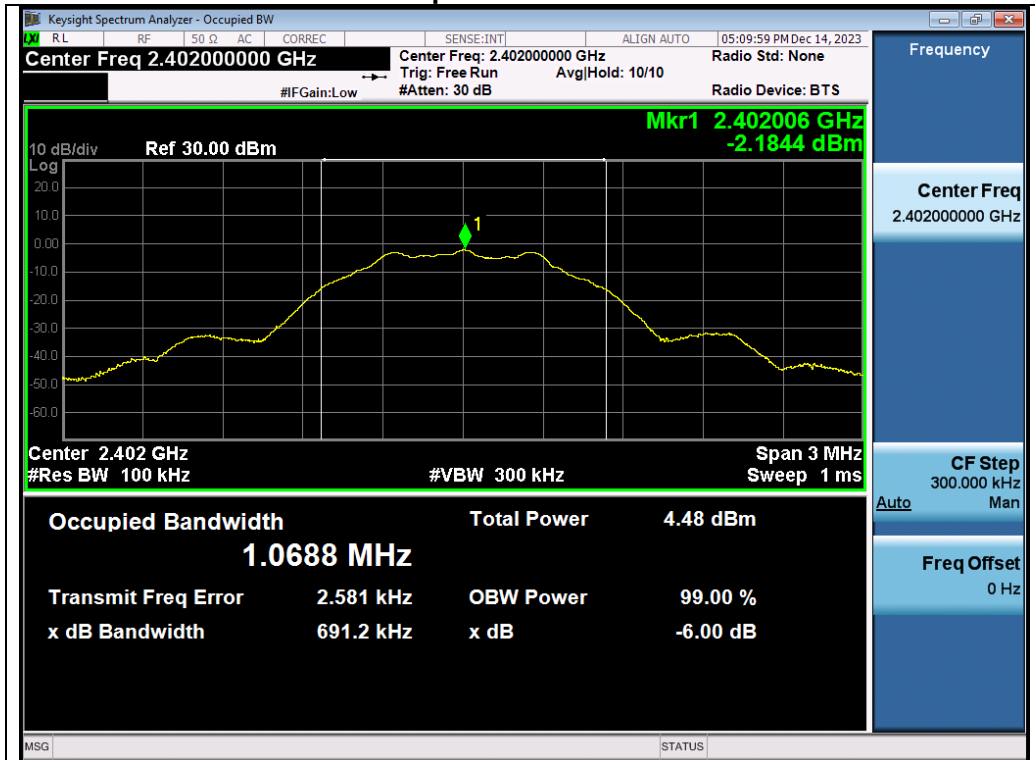 Keysight Spectrum Analyzer - Occupied BW
LXI RL RF 50 Ω AC CORREC SENSE:INT ALIGN AUTO 05:09:59 PM Dec 14, 2023
Center Freq 2.402000000 GHz
#IFGain:Low
Center Freq: 2.402000000 GHz
Trig: Free Run Avg|Hold: 10/10
#Atten: 30 dB
Radio Std: None
Radio Device: BTS
Mkr1 2.402006 GHz
-2.1844 dBm
10 dB/div Ref 30.00 dBm
Log
20.0
10.0
0.00
-10.0
-20.0
-30.0
-40.0
-50.0
-60.0
1
Center 2.402 GHz Span 3 MHz
#Res BW 100 kHz #VBW 300 kHz Sweep 1 ms
Occupied Bandwidth Total Power 4.48 dBm
1.0688 MHz
Transmit Freq Error 2.581 kHz OBW Power 99.00 %
x dB Bandwidth 691.2 kHz x dB -6.00 dB
Frequency
Center Freq
2.402000000 GHz
CF Step
300.000 kHz
Auto Man
Freq Offset
0 Hz
MSG STATUS